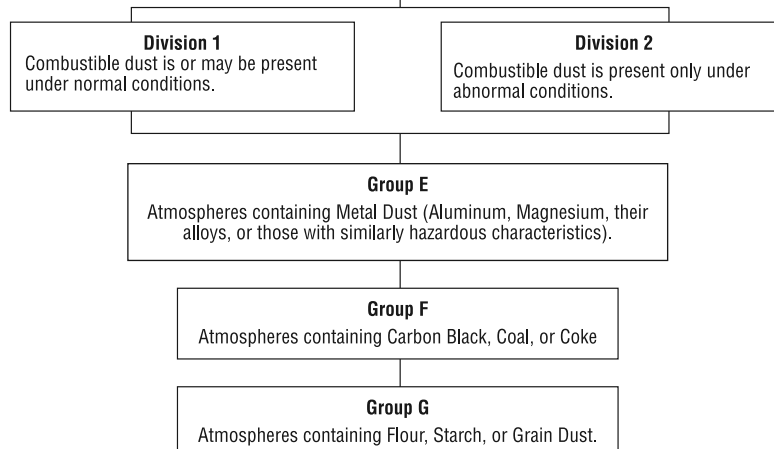 Division 1
Combustible dust is or may be present
under normal conditions.
Division 2
Combustible dust is present only under
abnormal conditions.
Group E
Atmospheres containing Metal Dust (Aluminum, Magnesium, their
alloys, or those with similarly hazardous characteristics).
Group F
Atmospheres containing Carbon Black, Coal, or Coke
Group G
Atmospheres containing Flour, Starch, or Grain Dust.